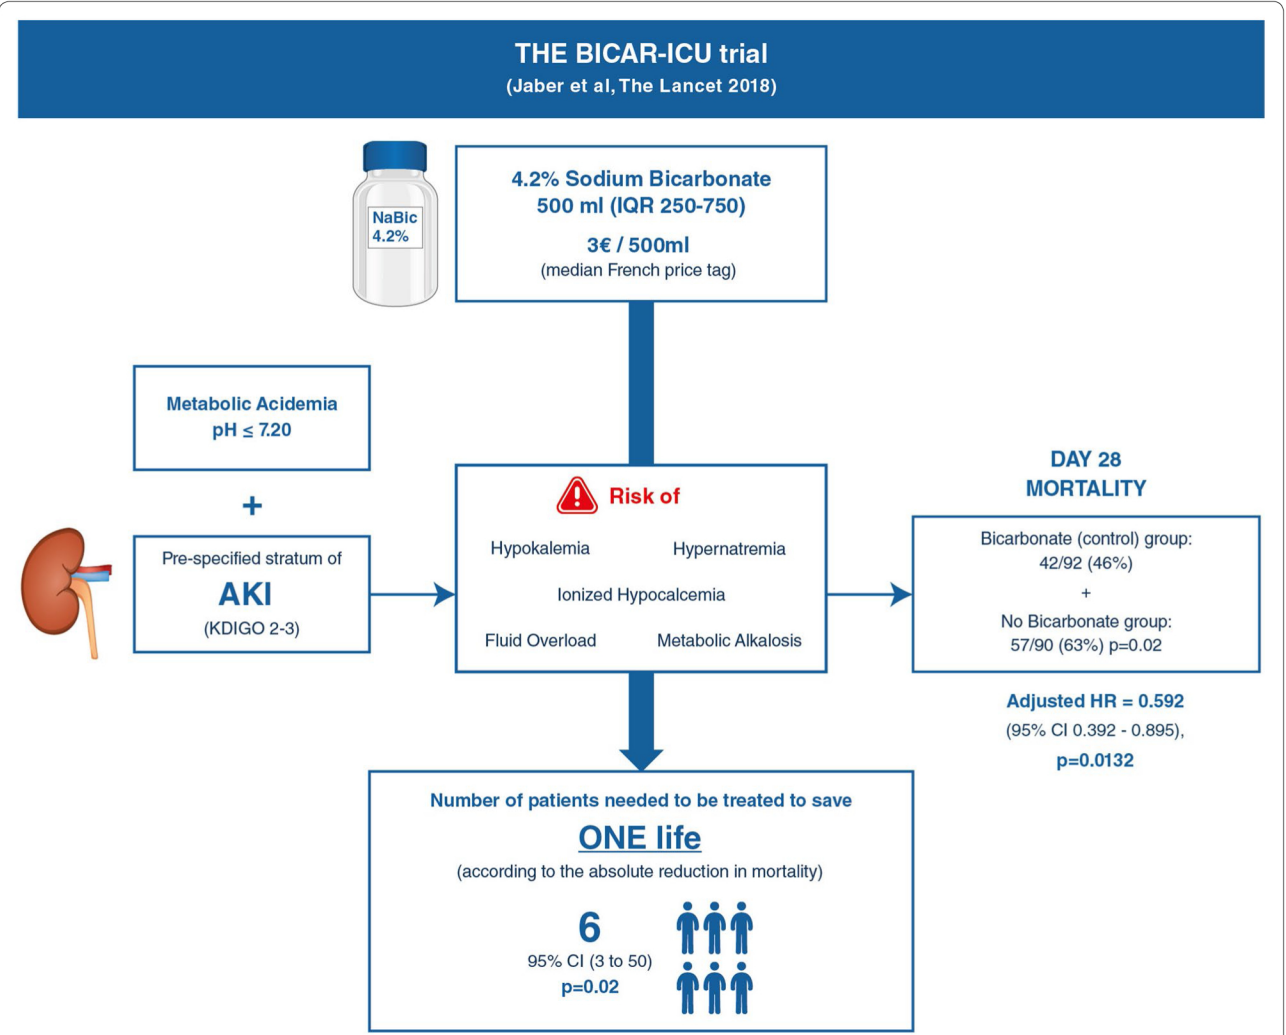 THE BICAR-ICU trial
(Jaber et al, The Lancet 2018)
NaBic
4.2%
4.2% Sodium Bicarbonate
500 ml (IQR 250-750)
3€ / 500ml
(median French price tag)
Metabolic Acidemia
pH ≤ 7.20
+
Pre-specified stratum of
AKI
(KDIGO 2-3)
Risk of
Hypokalemia Hypernatremia
Ionized Hypocalcemia
Fluid Overload Metabolic Alkalosis
DAY 28
MORTALITY
Bicarbonate (control) group:
42/92 (46%)
+
No Bicarbonate group:
57/90 (63%) p=0.02
Adjusted HR = 0.592
(95% CI 0.392 - 0.895),
p=0.0132
Number of patients needed to be treated to save
ONE life
(according to the absolute reduction in mortality)
6
95% CI (3 to 50)
p=0.02